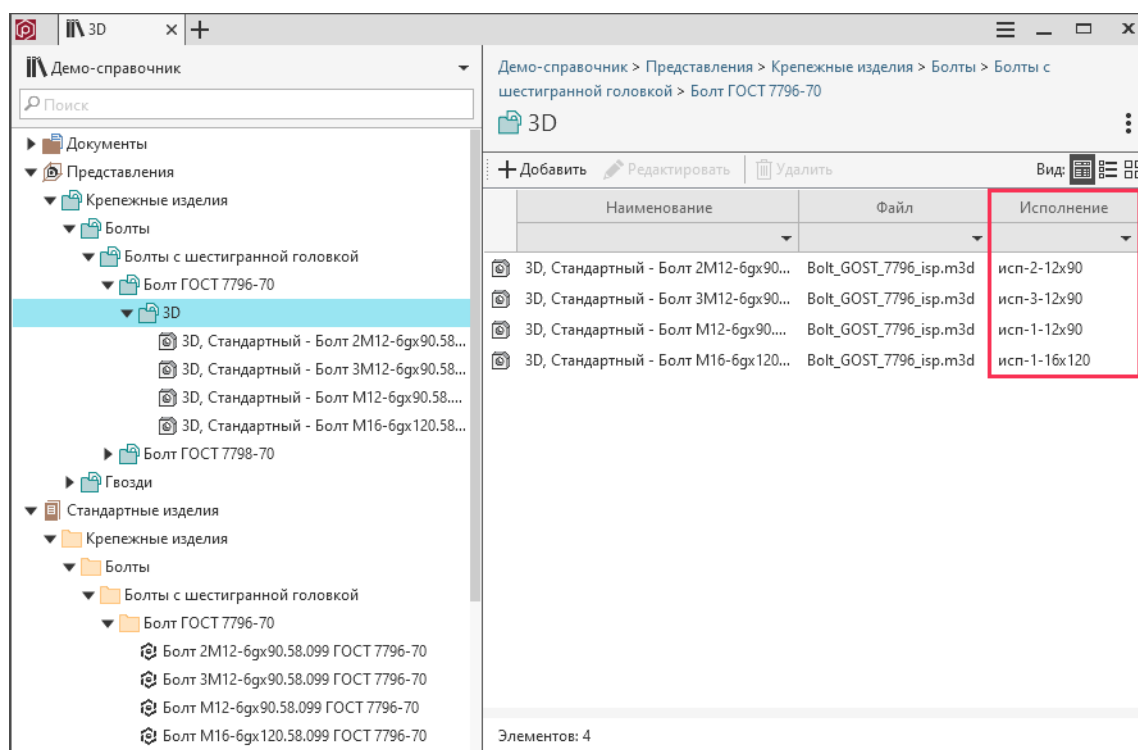 3D
Демо-справочник
Поиск
Документы
Представления
Крепежные изделия
Болты
Болты с шестигранной головкой
Болт ГОСТ 7796-70
3D
3D, Стандартный - Болт 2М12-6gx90.58...
3D, Стандартный - Болт 3М12-6gx90.58...
3D, Стандартный - Болт М12-6gx90.58....
3D, Стандартный - Болт М16-6gx120.58...
Болт ГОСТ 7798-70
Гвозди
Стандартные изделия
Крепежные изделия
Болты
Болты с шестигранной головкой
Болт ГОСТ 7796-70
Болт 2М12-6gx90.58.099 ГОСТ 7796-70
Болт 3М12-6gx90.58.099 ГОСТ 7796-70
Болт М12-6gx90.58.099 ГОСТ 7796-70
Болт М16-6gx120.58.099 ГОСТ 7796-70
Демо-справочник > Представления > Крепежные изделия > Болты > Болты с
шестигранной головкой > Болт ГОСТ 7796-70
3D
Добавить Редактировать Удалить Вид:
Наименование Файл Исполнение
3D, Стандартный - Болт 2М12-6gx90... Bolt_GOST_7796_isp.m3d исп-2-12x90
3D, Стандартный - Болт 3М12-6gx90... Bolt_GOST_7796_isp.m3d исп-3-12x90
3D, Стандартный - Болт М12-6gx90.... Bolt_GOST_7796_isp.m3d исп-1-12x90
3D, Стандартный - Болт М16-6gx120... Bolt_GOST_7796_isp.m3d исп-1-16x120
Элементов: 4